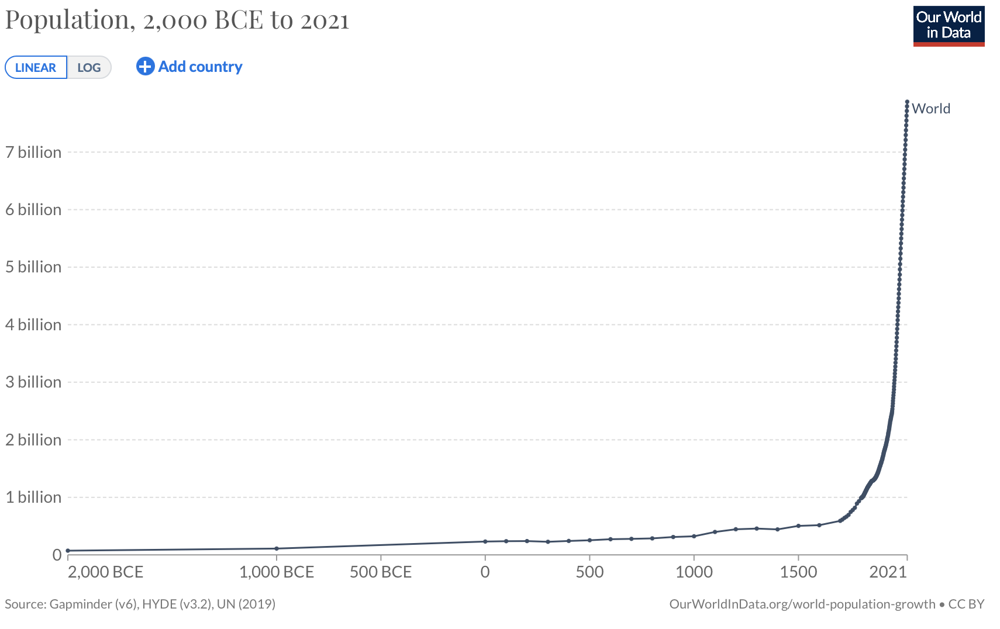 Population, 2,000 BCE to 2021
Our World
in Data
LINEAR
LOG
Add country
World
7 billion
6 billion
5 billion
4 billion
3 billion
2 billion
1 billion
0
2,000 BCE
1,000 BCE
500 BCE
0
500
1000
1500
2021
Source: Gapminder (v6), HYDE (v3.2), UN (2019)
OurWorldInData.org/world-population-growth • CC BY